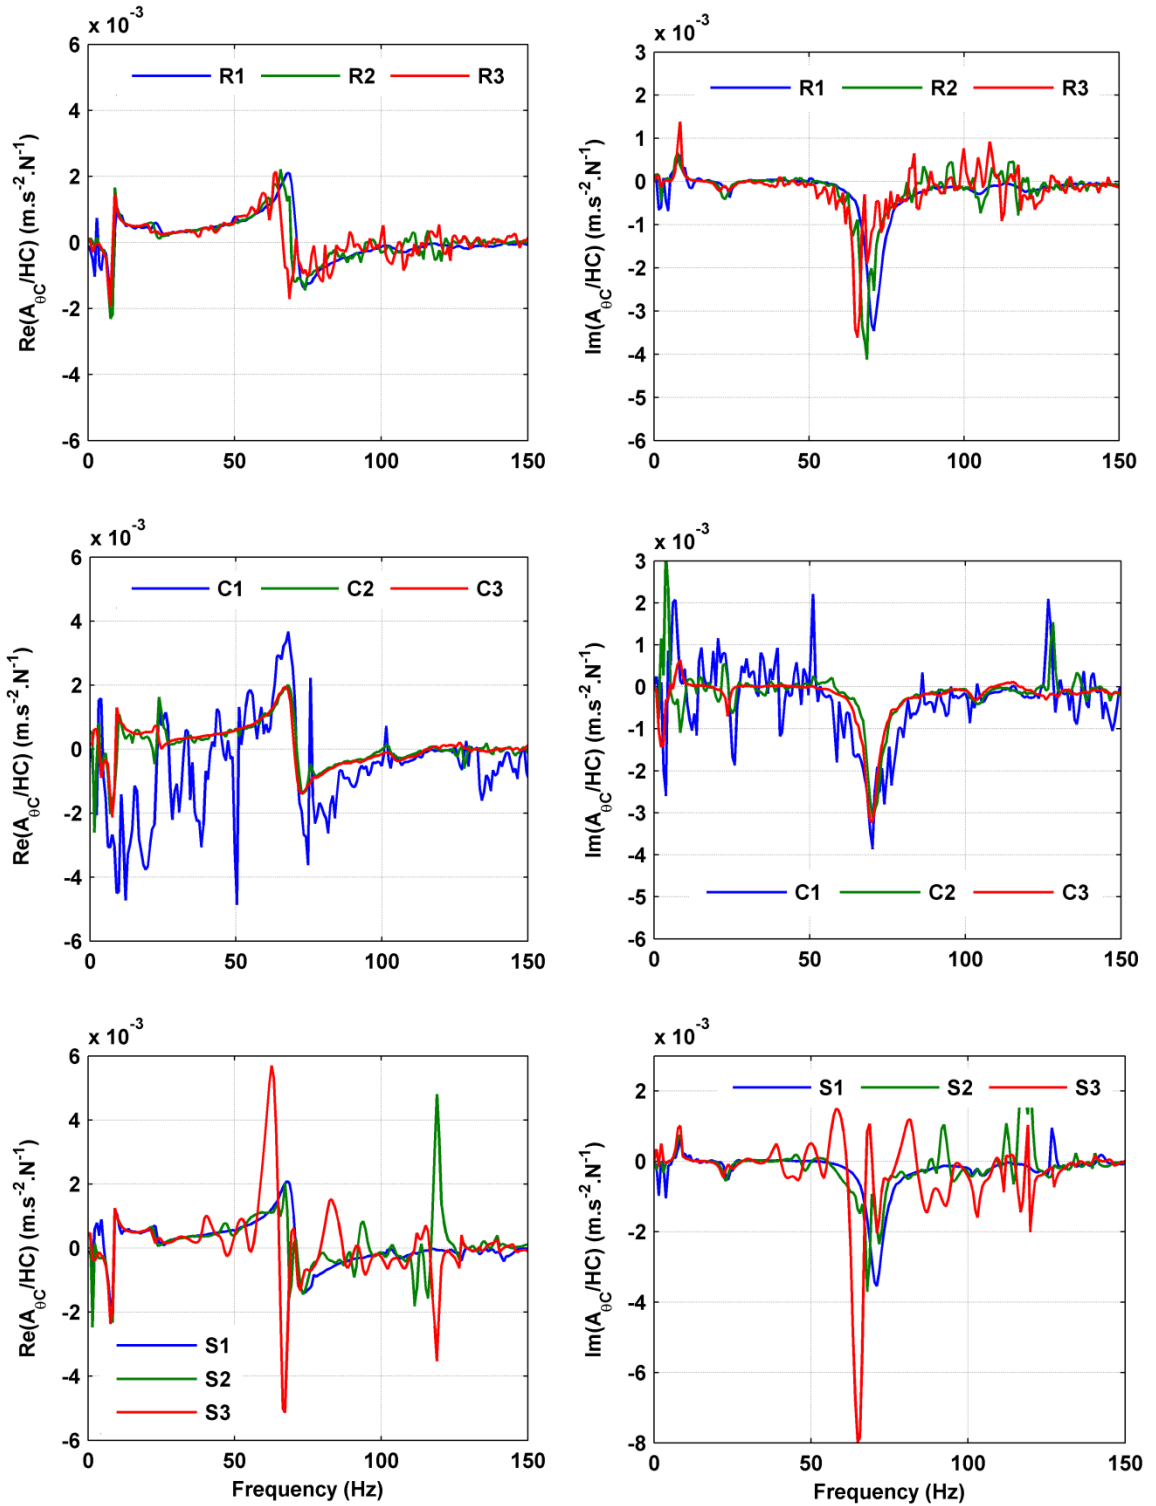 x 10⁻³
6
4
2
0
-2
-4
-6
0 50 100 150
R1 R2 R3
Re(A_θC/HC) (m.s⁻².N⁻¹)
x 10⁻³
3
2
1
0
-1
-2
-3
-4
-5
-6
0 50 100 150
R1 R2 R3
Im(A_θC/HC) (m.s⁻².N⁻¹)
x 10⁻³
6
4
2
0
-2
-4
-6
0 50 100 150
C1 C2 C3
Re(A_θC/HC) (m.s⁻².N⁻¹)
x 10⁻³
3
2
1
0
-1
-2
-3
-4
-5
-6
0 50 100 150
C1 C2 C3
Im(A_θC/HC) (m.s⁻².N⁻¹)
x 10⁻³
6
4
2
0
-2
-4
-6
0 50 100 150
S1
S2
S3
Re(A_θC/HC) (m.s⁻².N⁻¹)
Frequency (Hz)
x 10⁻³
2
0
-2
-4
-6
-8
0 50 100 150
S1 S2 S3
Im(A_θC/HC) (m.s⁻².N⁻¹)
Frequency (Hz)